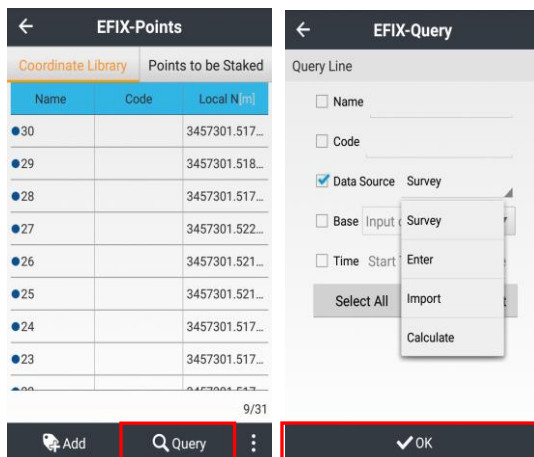 EFIX-Points
Coordinate Library Points to be Staked
Name Code Local N[m]
30 3457301.517...
29 3457301.518...
28 3457301.517...
27 3457301.522...
26 3457301.521...
25 3457301.521...
24 3457301.517...
23 3457301.517...
9/31
Add Query
EFIX-Query
Query Line
Name
Code
Data Source Survey
Base Input
Survey
Time Start
Enter
Select All
Import
Calculate
OK